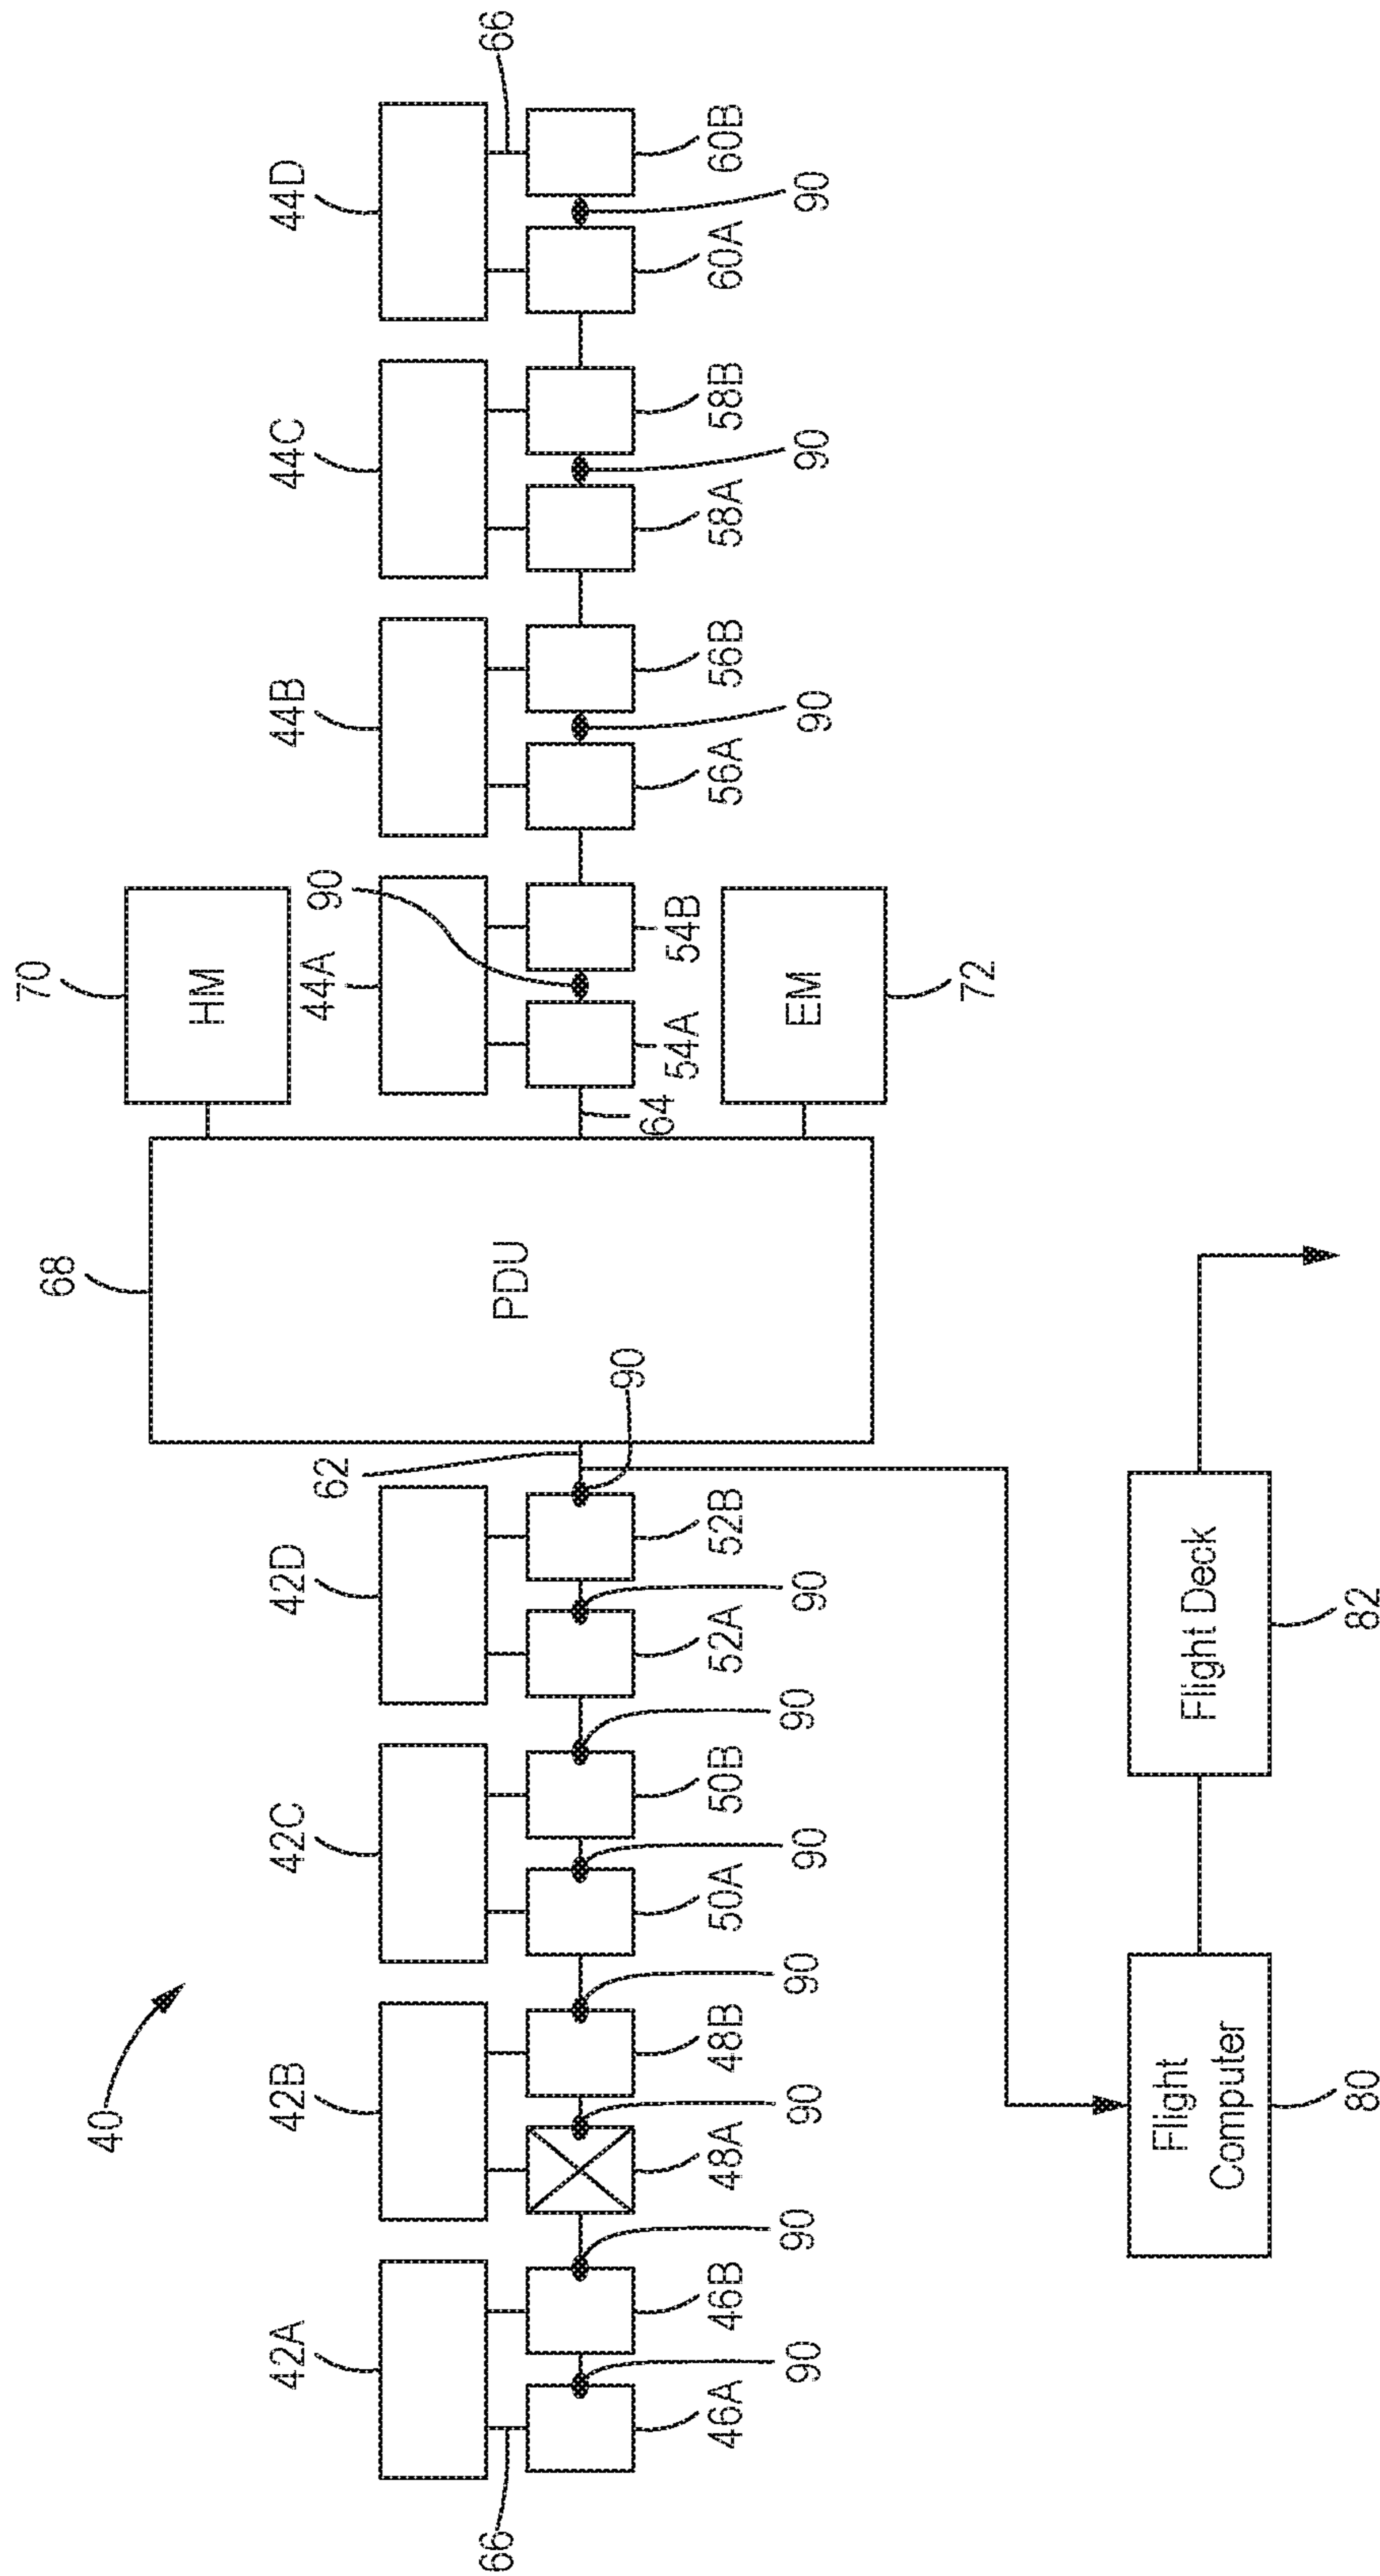 70
68
40
HM
42A 42B 42C 42D 44B 44C 44D
44A
62 90
66 PDU 66
90
64
54A 54B
46A 46B 48A 48B 50A 50B 52A 52B 56A 56B 58A 58B 60A 60B
90 90 90 90 90 90 90 EM 90 90 90
72
Flight
Computer
Flight Deck
80 82